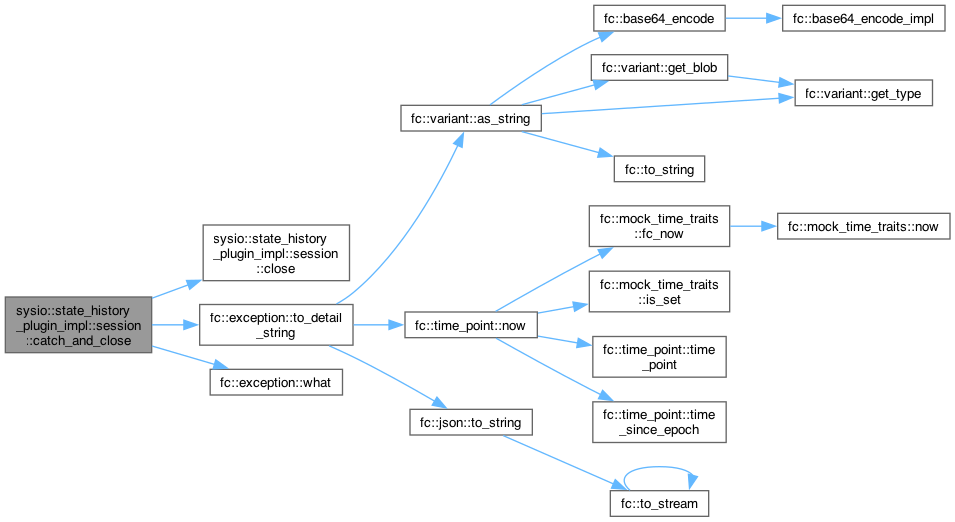 sysio::state_history
_plugin_impl::session
::catch_and_close
sysio::state_history
_plugin_impl::session
::close
fc::exception::to_detail
_string
fc::exception::what
fc::variant::as_string
fc::time_point::now
fc::json::to_string
fc::base64_encode
fc::variant::get_blob
fc::to_string
fc::mock_time_traits
::fc_now
fc::mock_time_traits
::is_set
fc::time_point::time
_point
fc::time_point::time
_since_epoch
fc::to_stream
fc::base64_encode_impl
fc::variant::get_type
fc::mock_time_traits::now